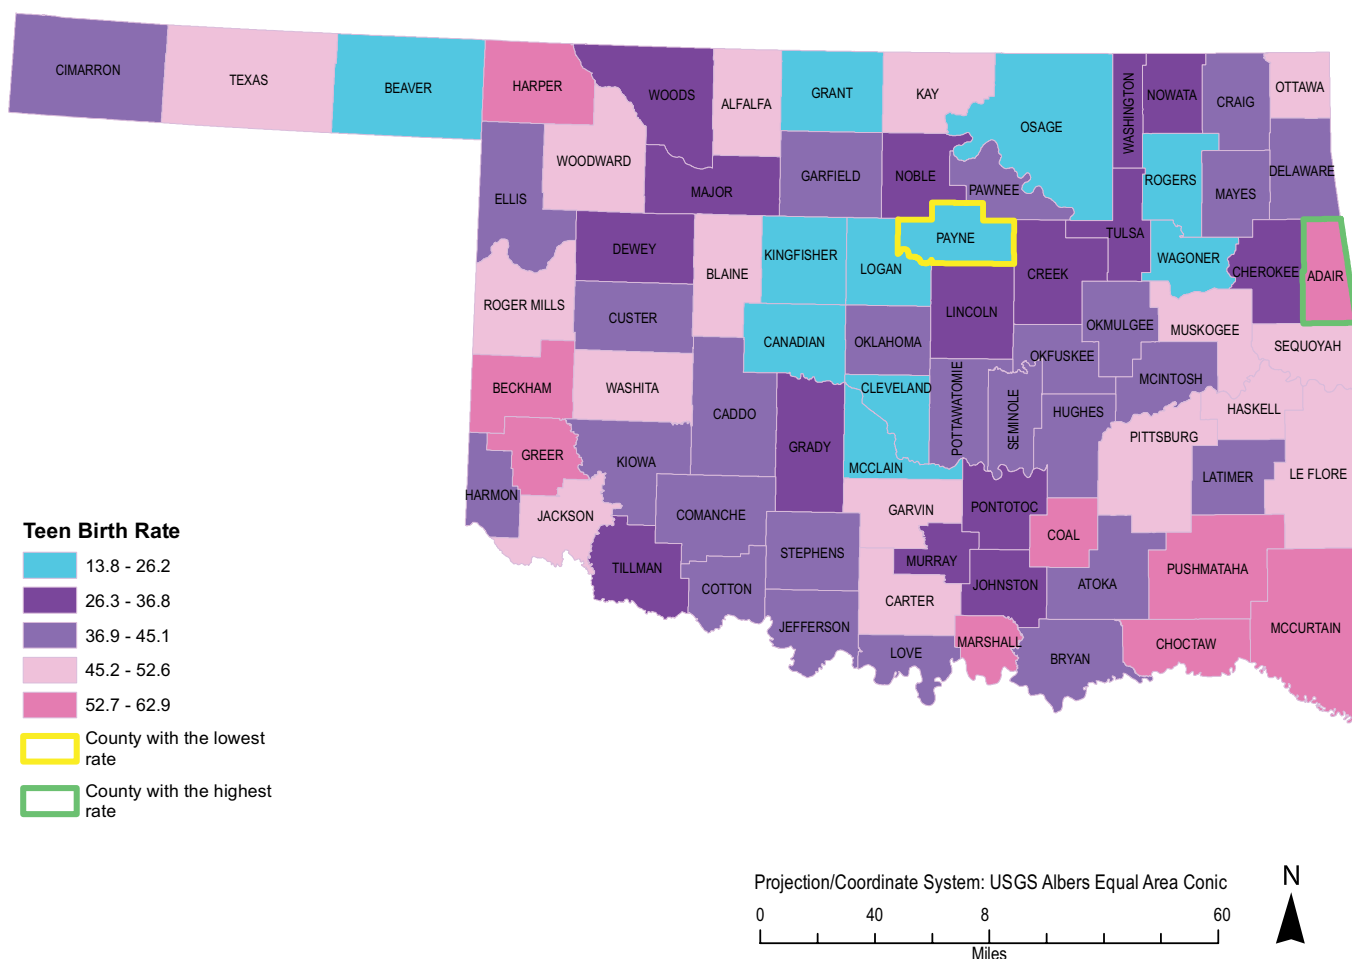 CIMARRON
TEXAS
BEAVER
HARPER
WOODS
ALFALFA
GRANT
KAY
OSAGE
WASHINGTON
NOWATA
CRAIG
OTTAWA
WOODWARD
ELLIS
MAJOR
GARFIELD
NOBLE
PAWNEE
ROGERS
MAYES
DELAWARE
DEWEY
BLAINE
KINGFISHER
LOGAN
PAYNE
CREEK
TULSA
WAGONER
CHEROKEE
ADAIR
ROGER MILLS
CUSTER
CANADIAN
OKLAHOMA
LINCOLN
OKMULGEE
MUSKOGEE
SEQUOYAH
BECKHAM
WASHITA
CADDO
GRADY
CLEVELAND
POTTAWATOMIE
SEMINOLE
OKFUSKEE
HUGHES
MCINTOSH
HASKELL
PITTSBURG
GREER
KIOWA
MCCLAIN
LATIMER
LE FLORE
HARMON
JACKSON
COMANCHE
GARVIN
PONTOTOC
COAL
STEPHENS
MURRAY
TILLMAN
COTTON
CARTER
JOHNSTON
ATOKA
PUSHMATAHA
JEFFERSON
LOVE
MARSHALL
BRYAN
CHOCTAW
MCCURTAIN
Teen Birth Rate
13.8 - 26.2
26.3 - 36.8
36.9 - 45.1
45.2 - 52.6
52.7 - 62.9
County with the lowest
rate
County with the highest
rate
Projection/Coordinate System: USGS Albers Equal Area Conic
N
0 40 8 60
Miles